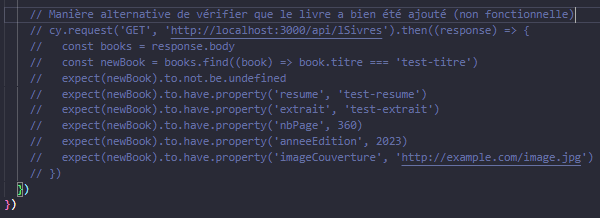 // Manière alternative de vérifier que le livre a bien été ajouté (non fonctionnelle)
// cy.request('GET', 'http://localhost:3000/api/lSivres').then((response) => {
//   const books = response.body
//   const newBook = books.find((book) => book.titre === 'test-titre')
//   expect(newBook).to.not.be.undefined
//   expect(newBook).to.have.property('resume', 'test-resume')
//   expect(newBook).to.have.property('extrait', 'test-extrait')
//   expect(newBook).to.have.property('nbPage', 360)
//   expect(newBook).to.have.property('anneeEdition', 2023)
//   expect(newBook).to.have.property('imageCouverture', 'http://example.com/image.jpg')
// })
})
})